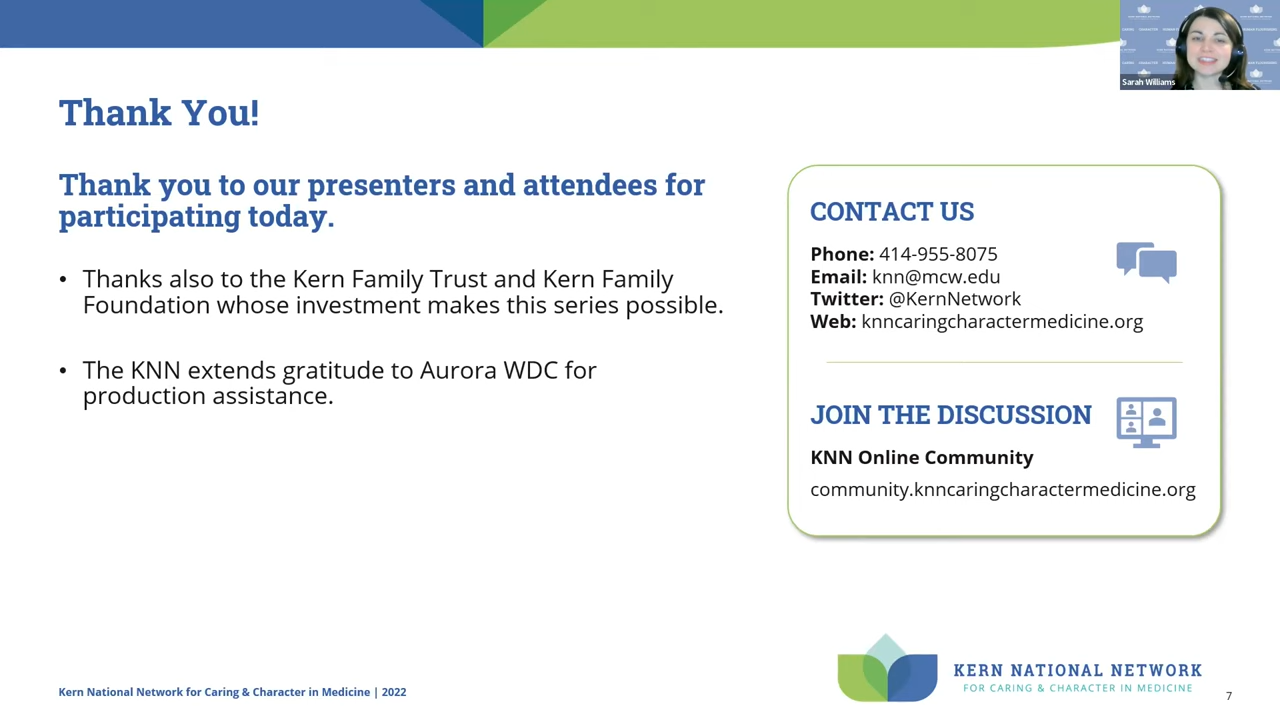 Sarah Williams
Thank You!
Thank you to our presenters and attendees for
participating today.
• Thanks also to the Kern Family Trust and Kern Family
Foundation whose investment makes this series possible.
• The KNN extends gratitude to Aurora WDC for
production assistance.
CONTACT US
Phone: 414-955-8075
Email: knn@mcw.edu
Twitter: @KernNetwork
Web: knncaringcharactermedicine.org
JOIN THE DISCUSSION
KNN Online Community
community.knncaringcharactermedicine.org
Kern National Network for Caring & Character in Medicine | 2022
KERN NATIONAL NETWORK
FOR CARING & CHARACTER IN MEDICINE
7